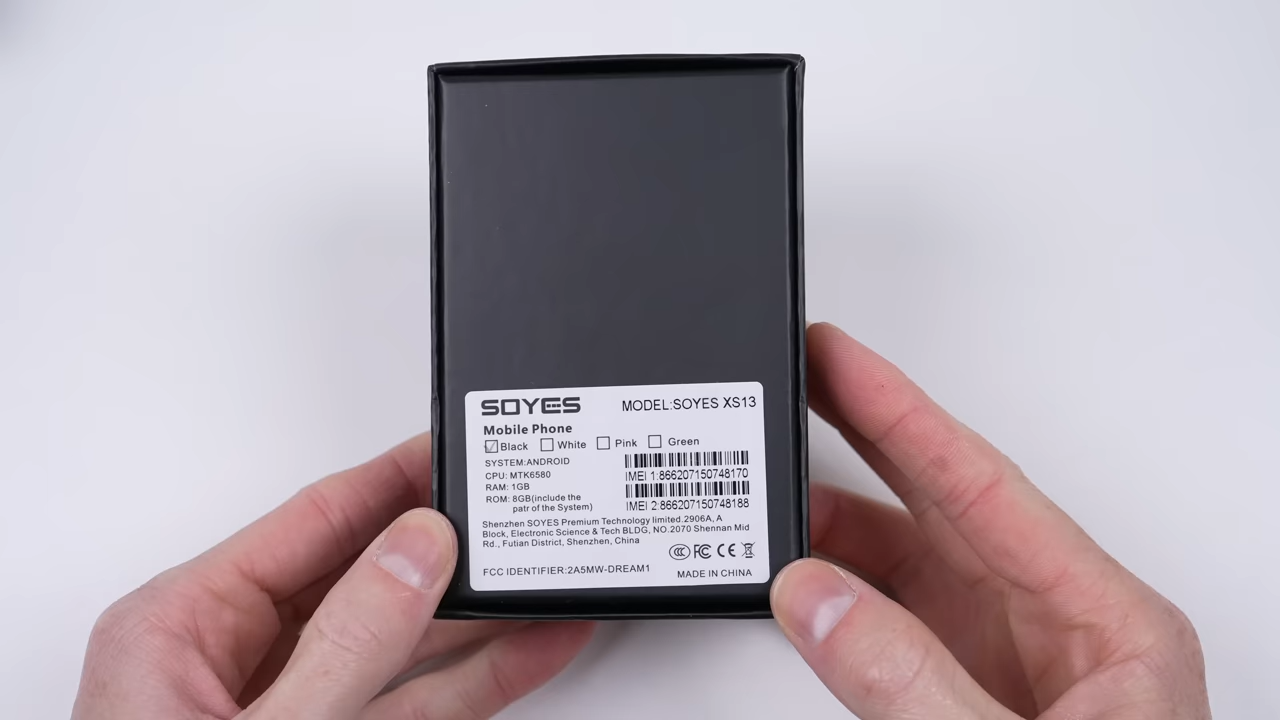 SOYES
MODEL:SOYES XS13
Mobile Phone
Black White Pink Green
SYSTEM:ANDROID
CPU: MTK6580
RAM: 1GB
ROM: 8GB(include the
patr of the System)
IMEI 1:866207150748170
IMEI 2:866207150748188
Shenzhen SOYES Premium Technology limited.2906A, A
Block, Electronic Science & Tech BLDG, NO.2070 Shennan Mid
Rd., Futian District, Shenzhen, China
CCC FC CE
FCC IDENTIFIER:2A5MW-DREAM1
MADE IN CHINA